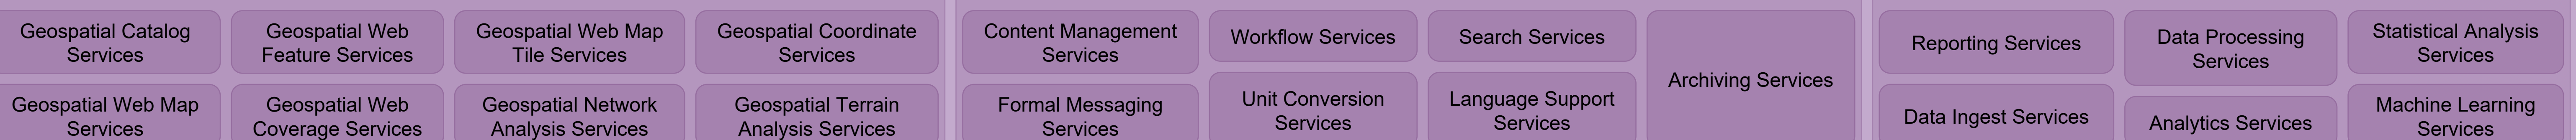 Geospatial Catalog
Services
Geospatial Web
Feature Services
Geospatial Web Map
Tile Services
Geospatial Coordinate
Services
Geospatial Web Map
Services
Geospatial Web
Coverage Services
Geospatial Network
Analysis Services
Geospatial Terrain
Analysis Services
Content Management
Services
Workflow Services
Search Services
Archiving Services
Formal Messaging
Services
Unit Conversion
Services
Language Support
Services
Reporting Services
Data Processing
Services
Statistical Analysis
Services
Data Ingest Services
Analytics Services
Machine Learning
Services